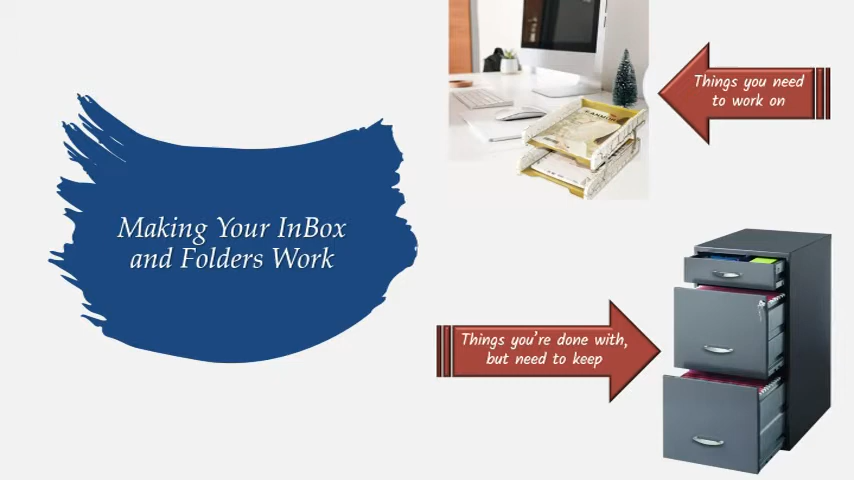 Making Your InBox
and Folders Work
Things you need
to work on
Things you're done with,
but need to keep